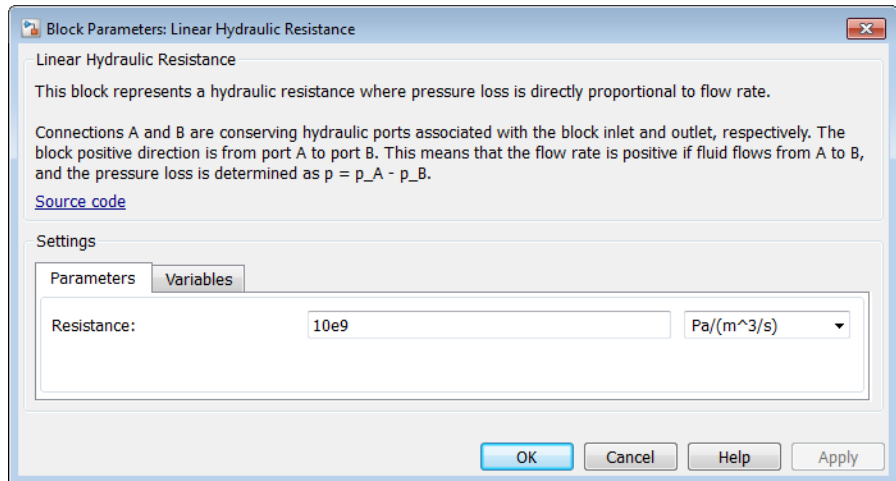 Block Parameters: Linear Hydraulic Resistance
Linear Hydraulic Resistance
This block represents a hydraulic resistance where pressure loss is directly proportional to flow rate.
Connections A and B are conserving hydraulic ports associated with the block inlet and outlet, respectively. The
block positive direction is from port A to port B. This means that the flow rate is positive if fluid flows from A to B,
and the pressure loss is determined as p = p_A - p_B.
Source code
Settings
Parameters Variables
Resistance: 10e9 Pa/(m^3/s)
OK Cancel Help Apply